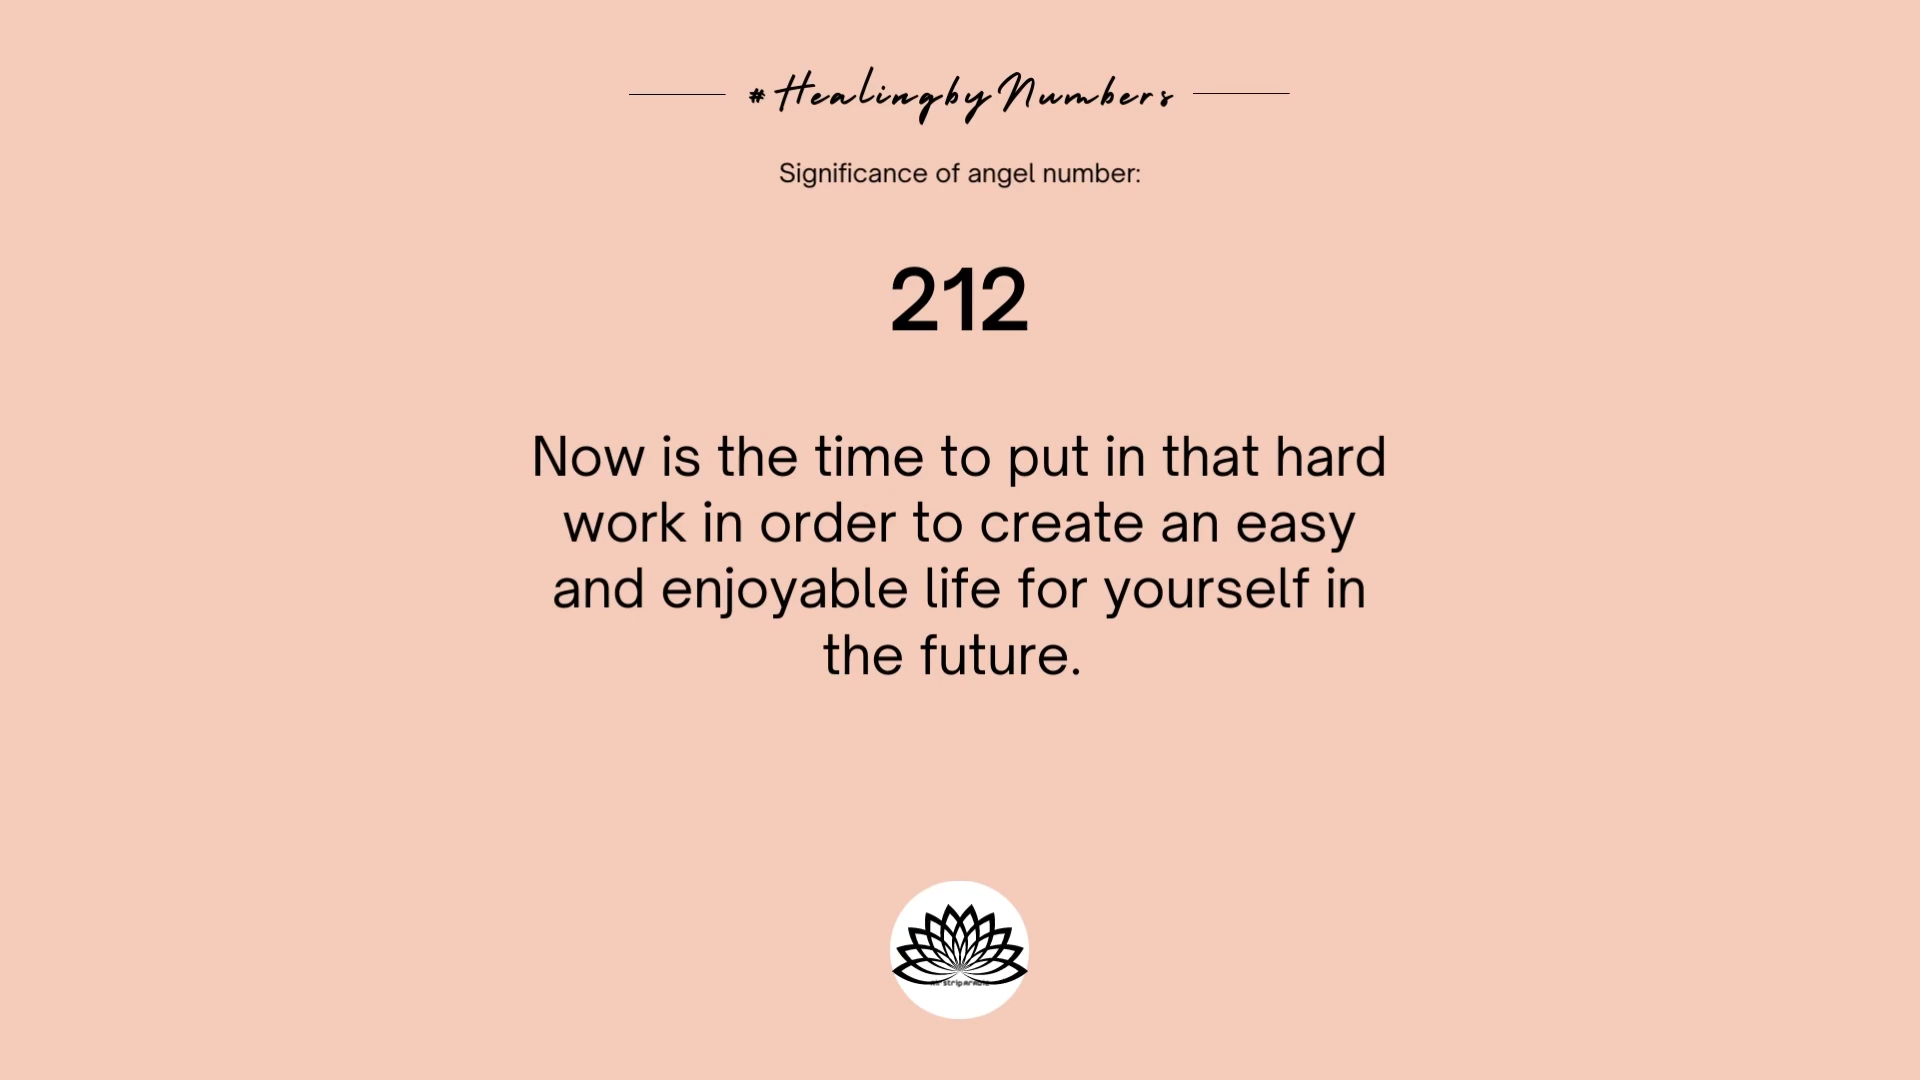 #HealingbyNumbers
Significance of angel number:
212
Now is the time to put in that hard
work in order to create an easy
and enjoyable life for yourself in
the future.